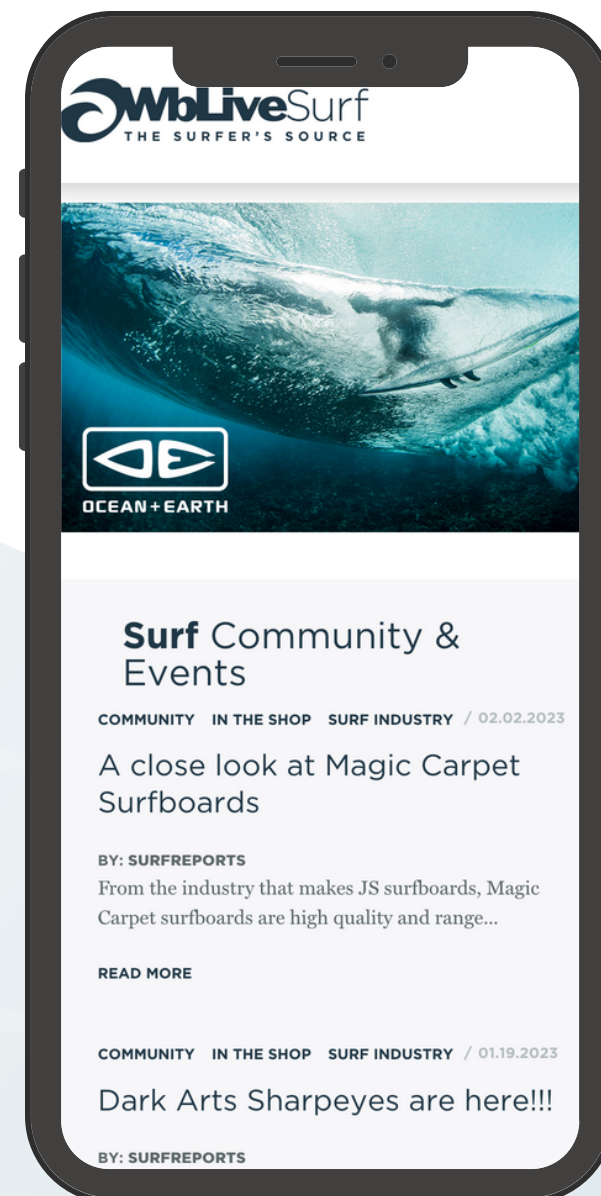 WbLiveSurf
THE SURFER'S SOURCE
OCEAN+EARTH
Surf Community &
Events
COMMUNITY IN THE SHOP SURF INDUSTRY / 02.02.2023
A close look at Magic Carpet
Surfboards
BY: SURFREPORTS
From the industry that makes JS surfboards, Magic
Carpet surfboards are high quality and range...
READ MORE
COMMUNITY IN THE SHOP SURF INDUSTRY / 01.19.2023
Dark Arts Sharpeyes are here!!!
BY: SURFREPORTS